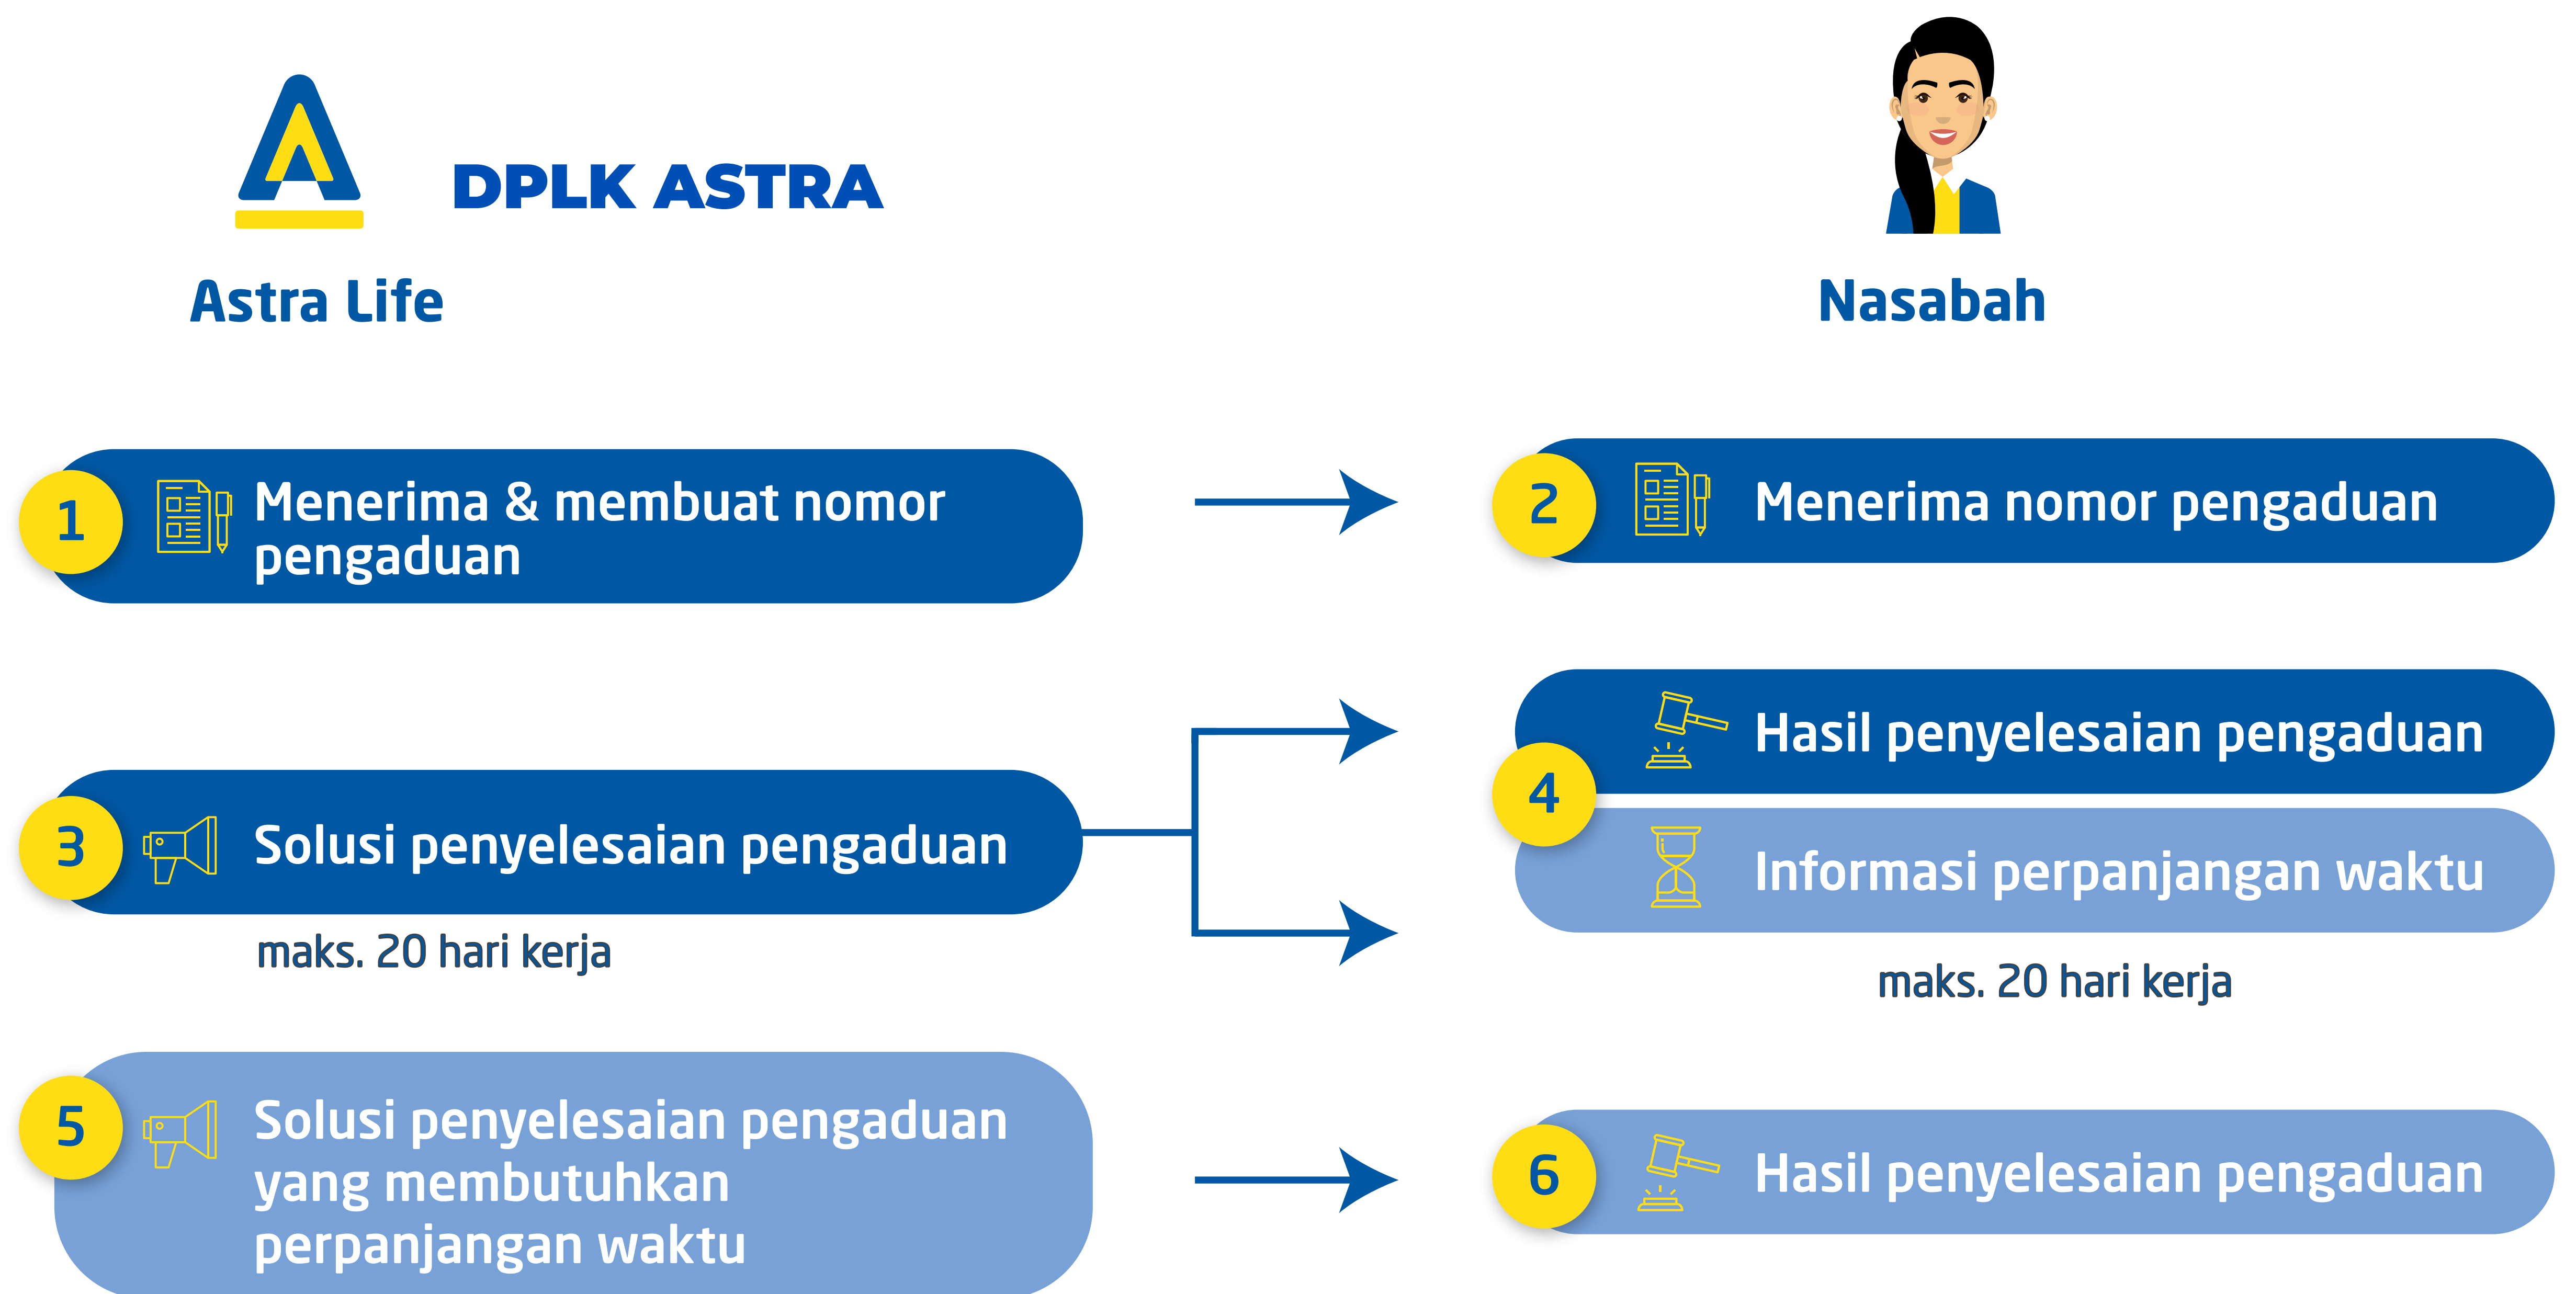 DPLK ASTRA
Astra Life
Nasabah
1
Menerima & membuat nomor
pengaduan
2
Menerima nomor pengaduan
3
Solusi penyelesaian pengaduan
maks. 20 hari kerja
4
Hasil penyelesaian pengaduan
Informasi perpanjangan waktu
maks. 20 hari kerja
5
Solusi penyelesaian pengaduan
yang membutuhkan
perpanjangan waktu
6
Hasil penyelesaian pengaduan